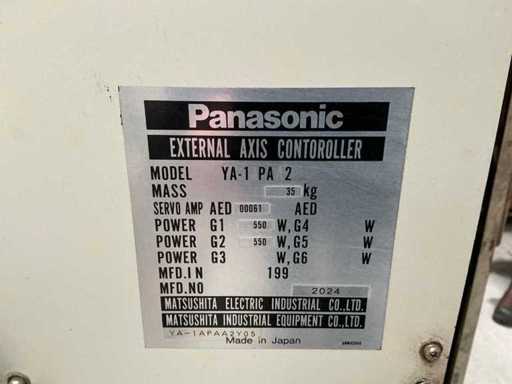 Panasonic
EXTERNAL AXIS CONTOROLLER
MODEL YA-1 PA 2
MASS 35 kg
SERVO AMP AED 00061 AED
POWER G1 550 W, G4 W
POWER G2 550 W, G5 W
POWER G3 W, G6 W
MFD.IN 199
MFD.NO 2024
MATSUSHITA ELECTRIC INDUSTRIAL CO.,LTD.
MATSUSHITA INDUSTRIAL EQUIPMENT CO.,LTD.
YA-1APAA2Y05
Made in Japan